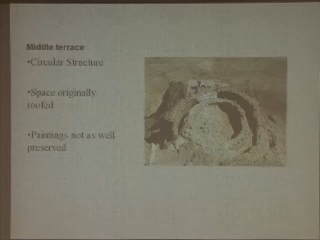 Middle terrace
•Circular Structure
•Space originally
roofed
•Paintings not as well
preserved